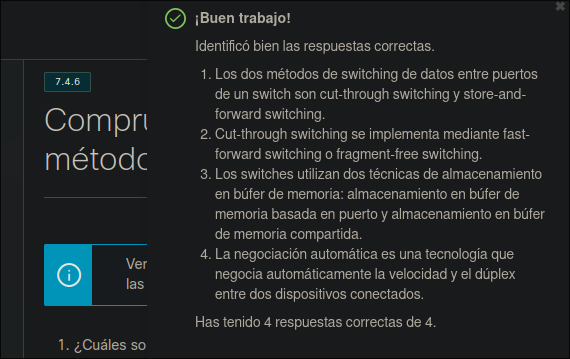 ¡Buen trabajo!
Identificó bien las respuestas correctas.
1. Los dos métodos de switching de datos entre puertos
de un switch son cut-through switching y store-and-
forward switching.
2. Cut-through switching se implementa mediante fast-
forward switching o fragment-free switching.
3. Los switches utilizan dos técnicas de almacenamiento
en búfer de memoria: almacenamiento en búfer de
memoria basada en puerto y almacenamiento en búfer
de memoria compartida.
4. La negociación automática es una tecnología que
negocia automáticamente la velocidad y el dúplex
entre dos dispositivos conectados.
Has tenido 4 respuestas correctas de 4.
7.4.6
Compru
método
Ver
las
1. ¿Cuáles so